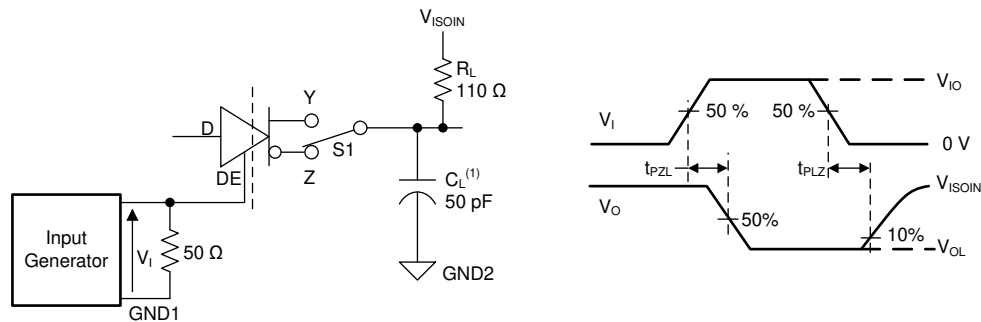 V_ISOIN
R_L
110 Ω
Y
D
S1
Z
DE
C_L^(1)
50 pF
Input
Generator
V_I
50 Ω
GND1
GND2
V_IO
V_I
50 %
50 %
0 V
t_PZL
t_PLZ
V_ISOIN
V_O
50%
10%
V_OL